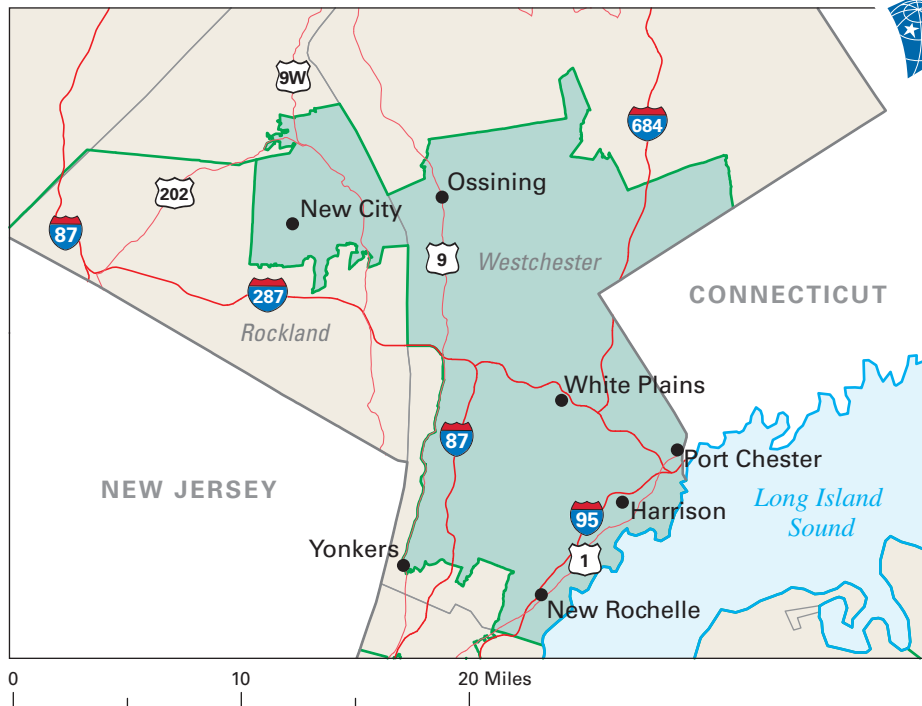 9W
684
202
Ossining
New City
87
9
Westchester
287
CONNECTICUT
Rockland
White Plains
87
Port Chester
NEW JERSEY
Long Island
Sound
95
Harrison
Yonkers
1
New Rochelle
0 10 20 Miles